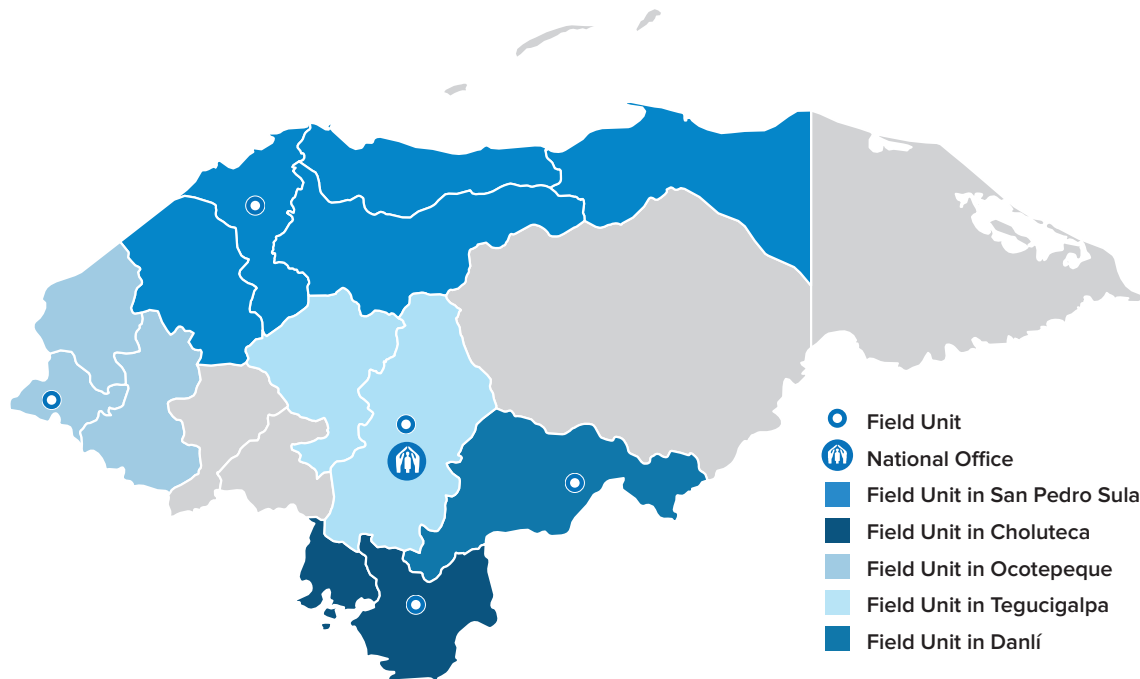 Field Unit
National Office
Field Unit in San Pedro Sula
Field Unit in Choluteca
Field Unit in Ocotepeque
Field Unit in Tegucigalpa
Field Unit in Danlí